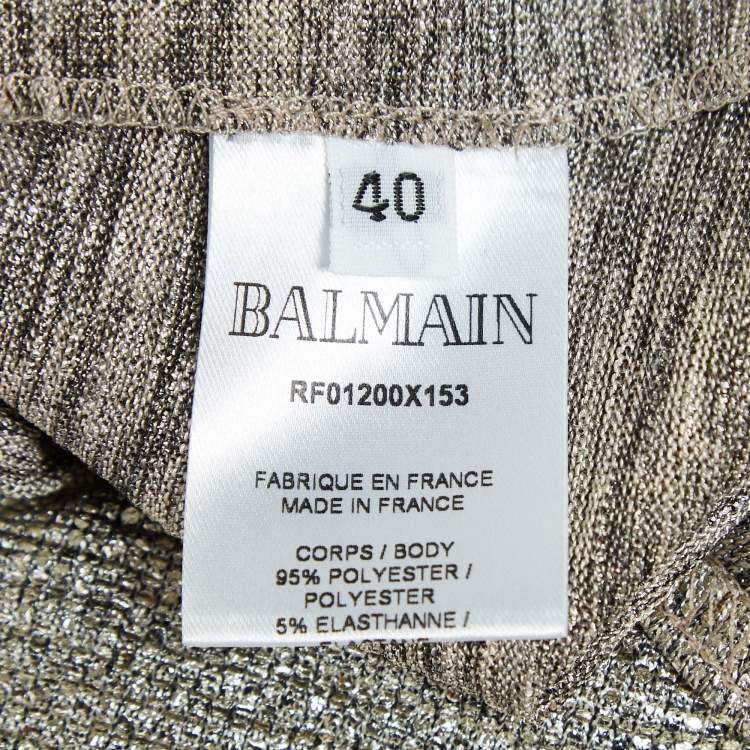 40
BALMAIN
RF01200X153
FABRIQUE EN FRANCE
MADE IN FRANCE
CORPS / BODY
95% POLYESTER /
POLYESTER
5% ELASTHANNE /